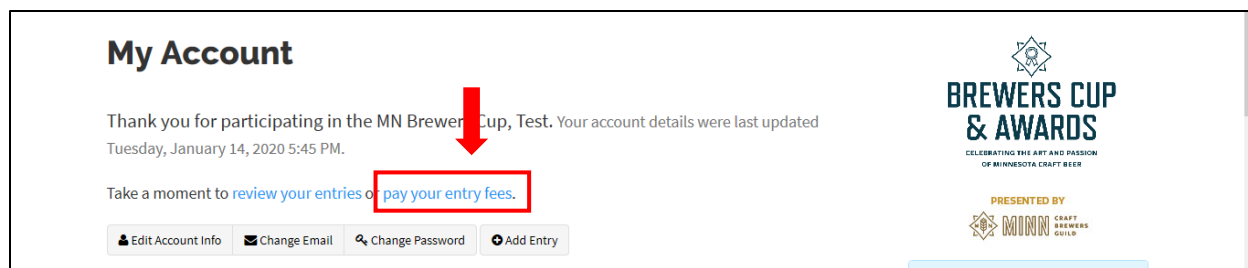 My Account
Thank you for participating in the MN Brewer Cup, Test. Your account details were last updated
Tuesday, January 14, 2020 5:45 PM.
Take a moment to review your entries or pay your entry fees.
Edit Account Info
Change Email
Change Password
Add Entry
BREWERS CUP
& AWARDS
CELEBRATING THE ART AND PASSION
OF MINNESOTA CRAFT BEER
PRESENTED BY
MINN CRAFT
BREWERS
GUILD